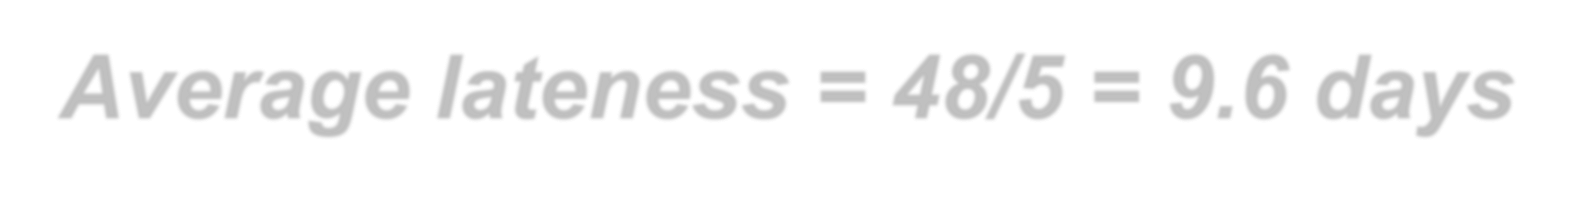 Average lateness = 48/5 = 9.6 days